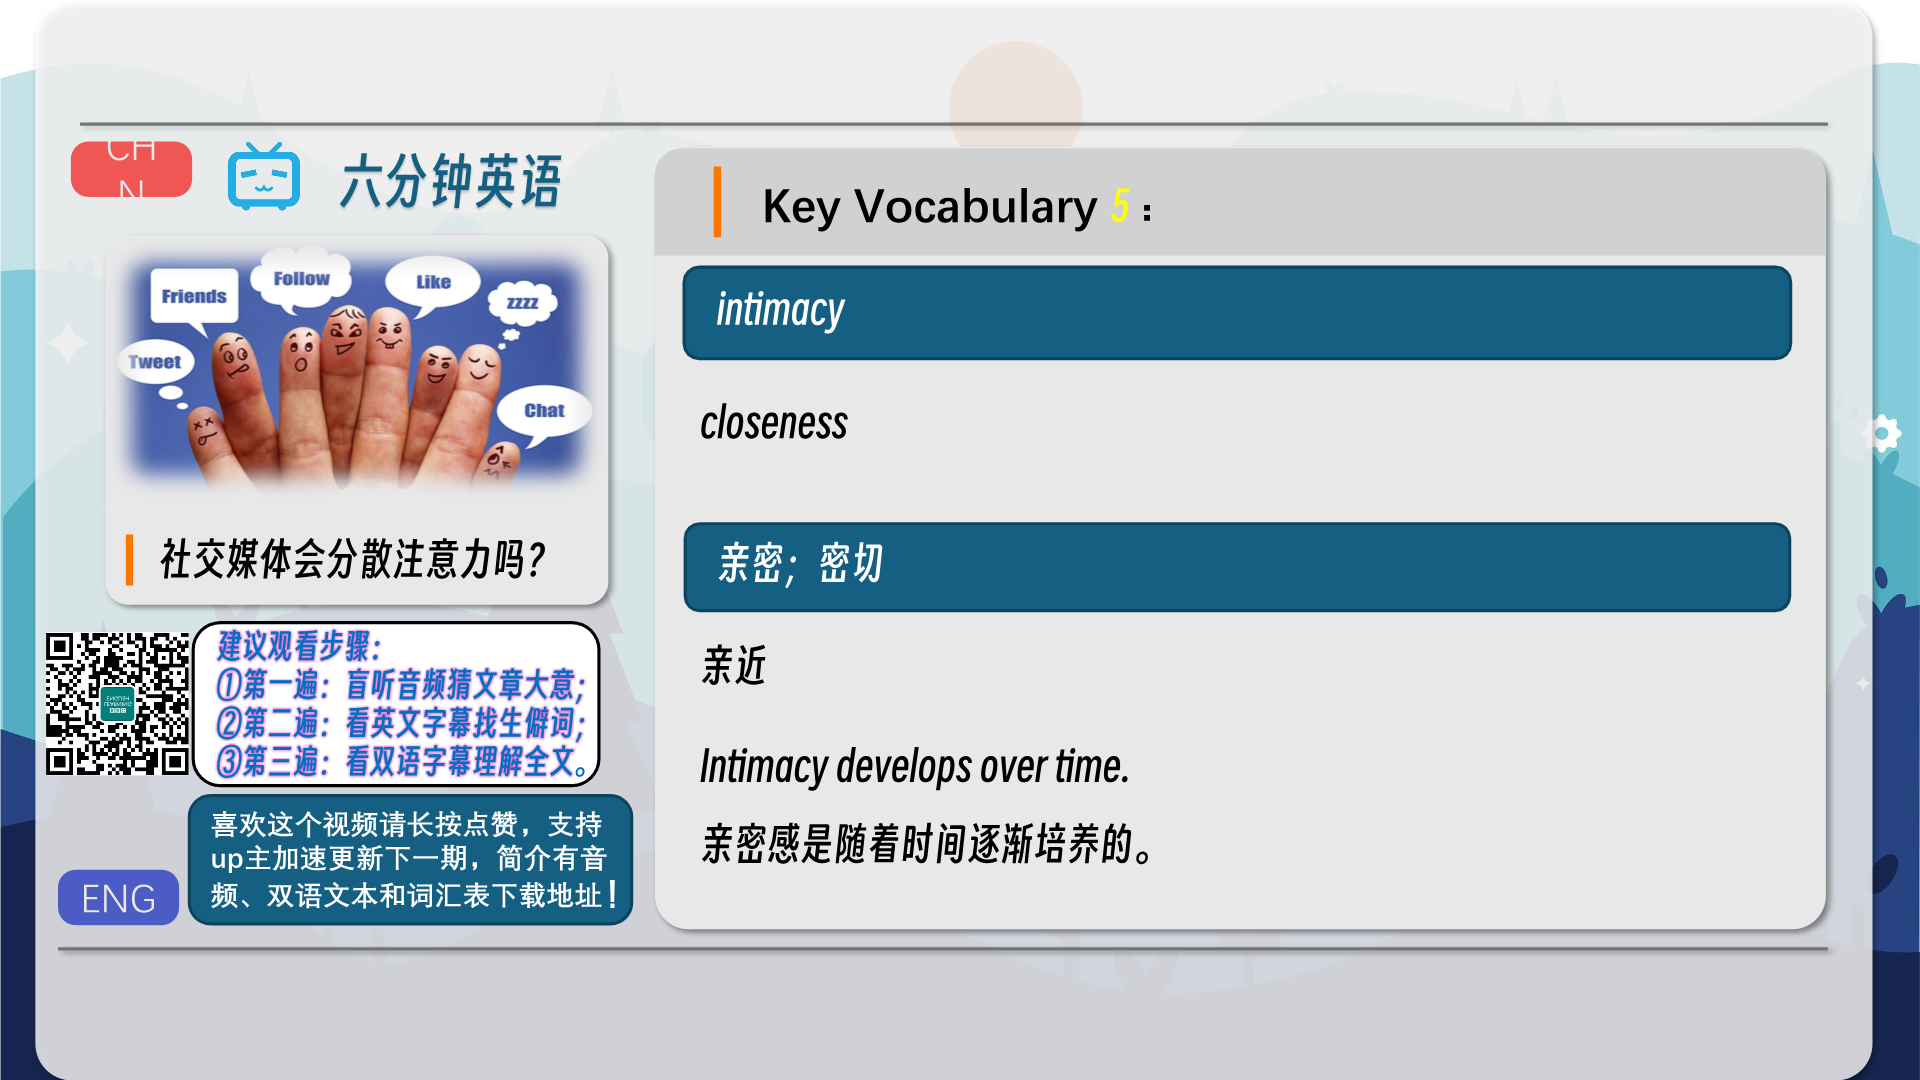 CH
N
六分钟英语
Friends
Follow
Like
zzzz
Tweet
Chat
社交媒体会分散注意力吗?
建议观看步骤:
①第一遍:盲听音频猜文章大意;
②第二遍:看英文字幕找生僻词;
③第三遍:看双语字幕理解全文。
喜欢这个视频请长按点赞，支持
up主加速更新下一期，简介有音
频、双语文本和词汇表下载地址!
ENG
Key Vocabulary 5：
intimacy
closeness
亲密；密切
亲近
Intimacy develops over time.
亲密感是随着时间逐渐培养的。